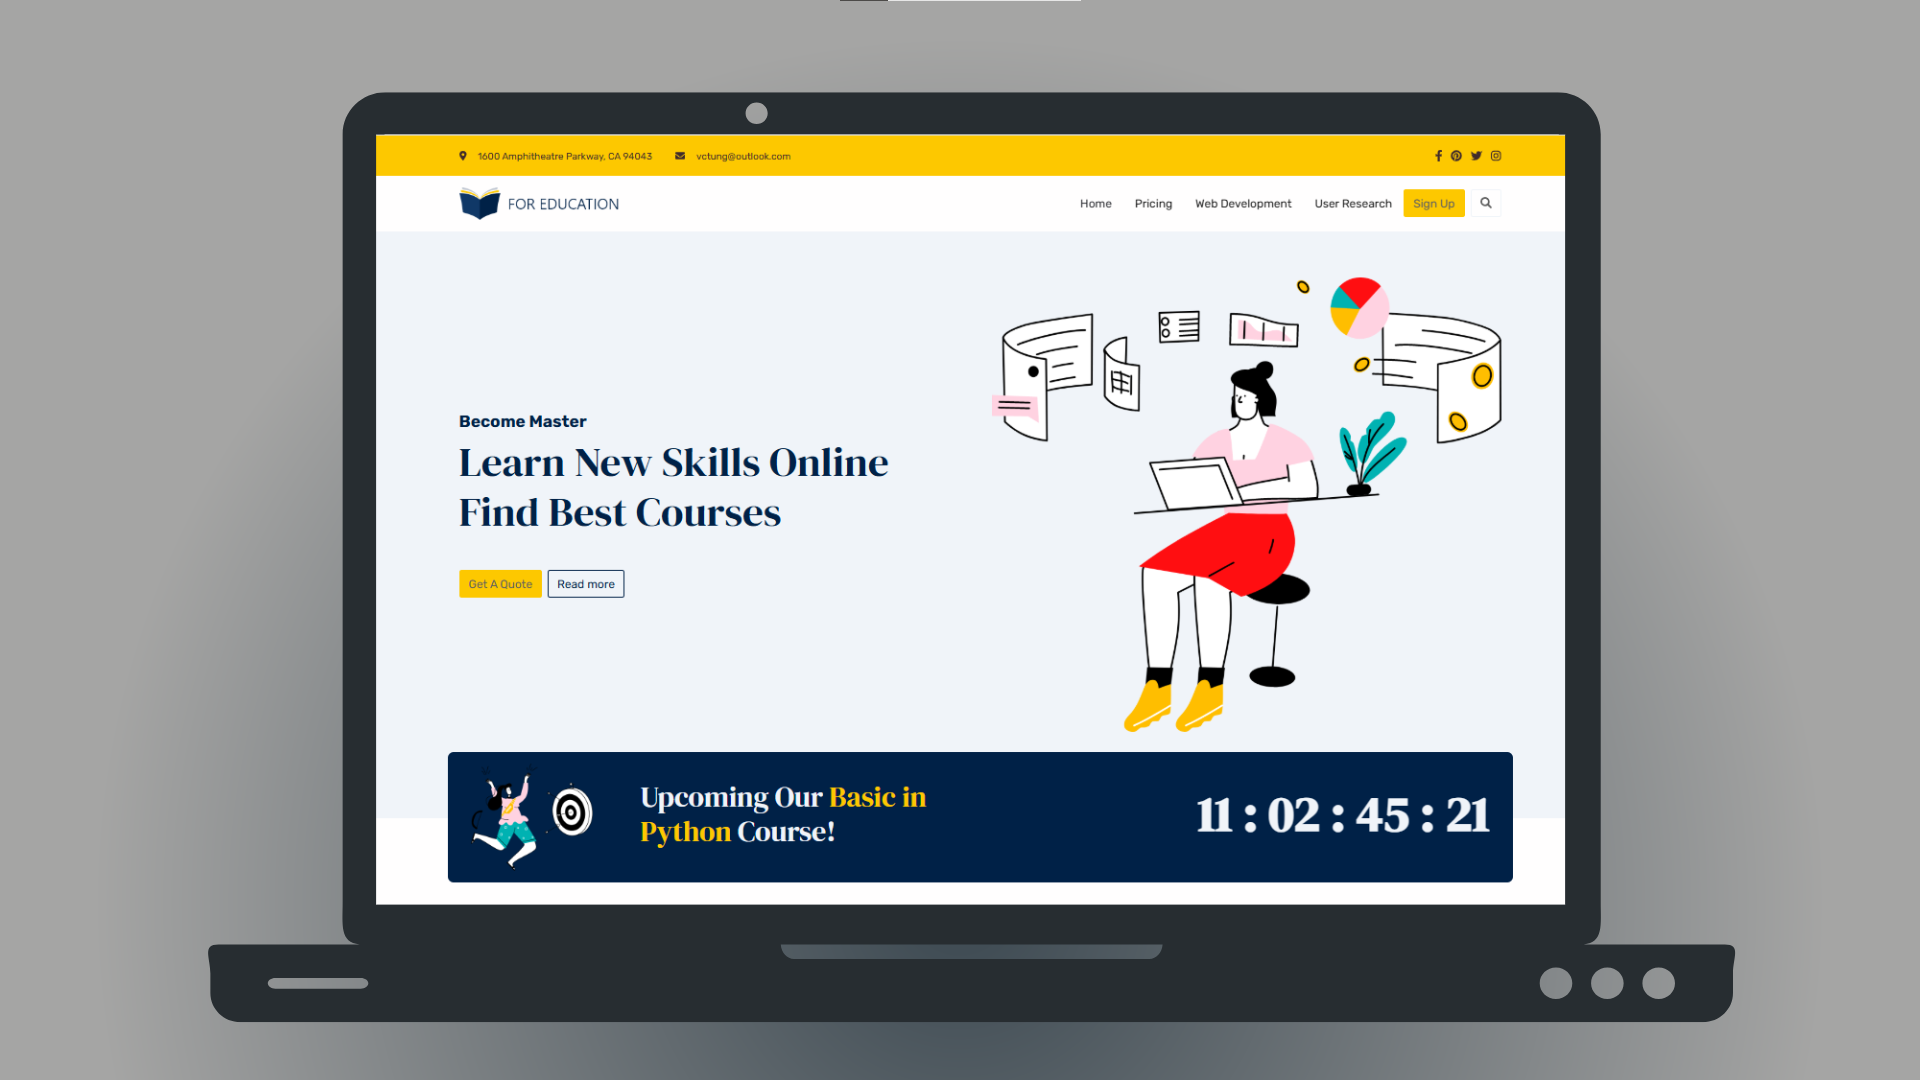 1600 Amphitheatre Parkway, CA 94043 vctung@outlook.com
FOR EDUCATION
Home Pricing Web Development User Research Sign Up
Become Master
Learn New Skills Online
Find Best Courses
Get A Quote Read more
Upcoming Our Basic in
Python Course!
11 : 02 : 45 : 21